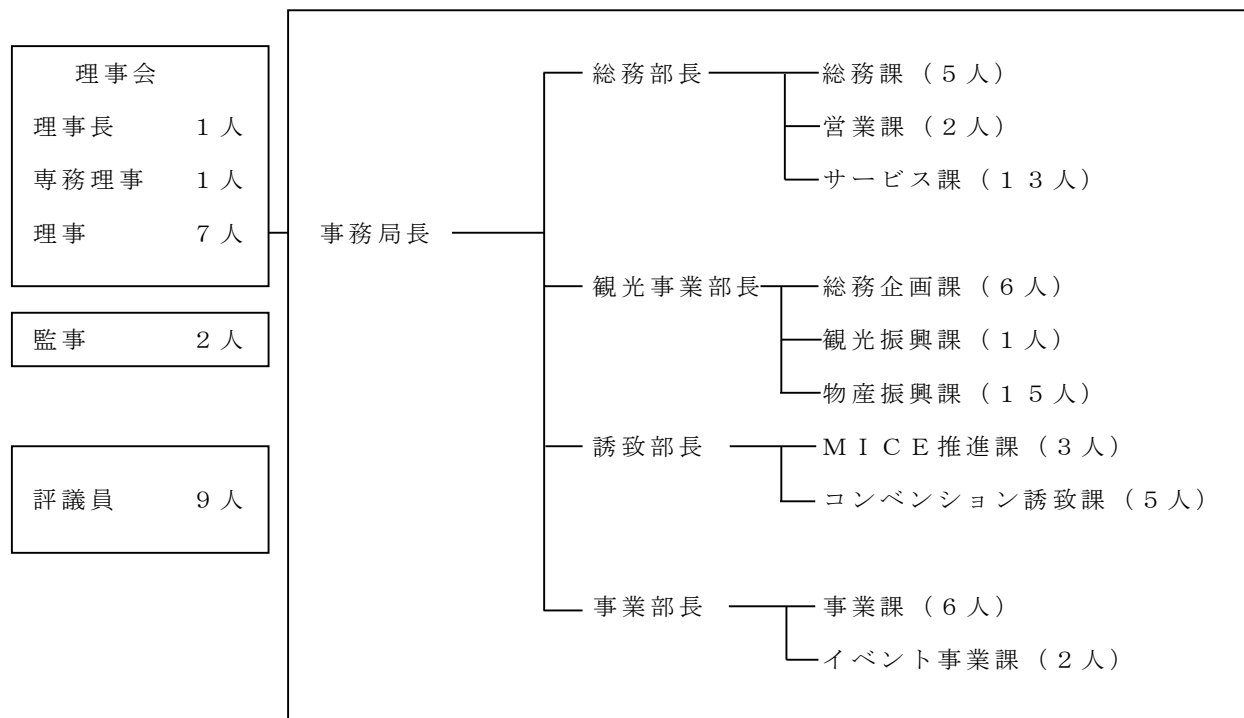 理事会
理事長 1人
専務理事 1人
理事 7人
監事 2人
評議員 9人
事務局長
総務部長
総務課(5人)
営業課(2人)
サービス課(13人)
観光事業部長
総務企画課(6人)
観光振興課(1人)
物産振興課(15人)
誘致部長
MICE推進課(3人)
コンベンション誘致課(5人)
事業部長
事業課(6人)
イベント事業課(2人)